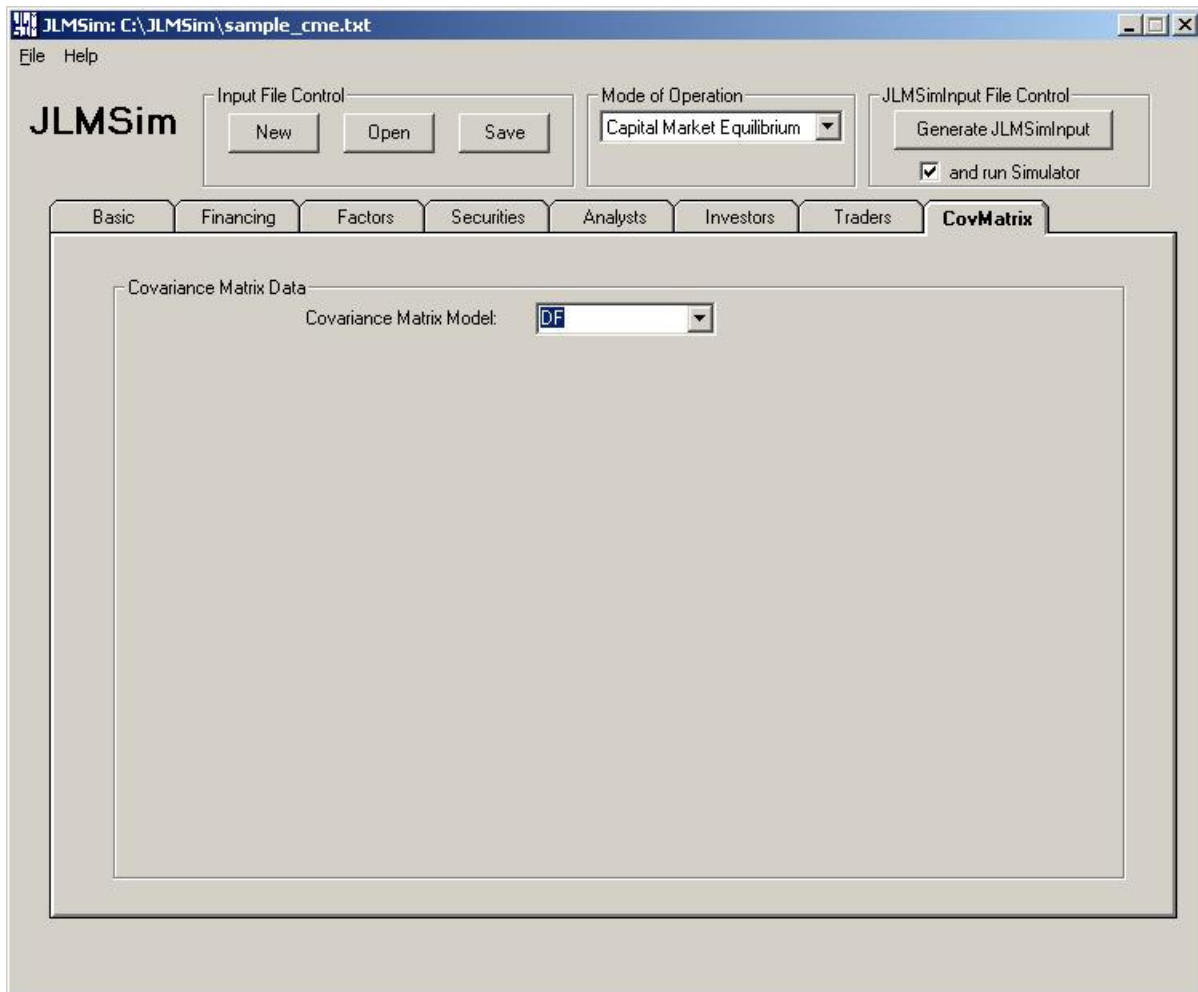 JLMSim: C:\JLMSim\sample_cme.txt
File Help
JLMSim
Input File Control
New Open Save
Mode of Operation
Capital Market Equilibrium
JLMSimInput File Control
Generate JLMSimInput
and run Simulator
Basic Financing Factors Securities Analysts Investors Traders CovMatrix
Covariance Matrix Data
Covariance Matrix Model: DF